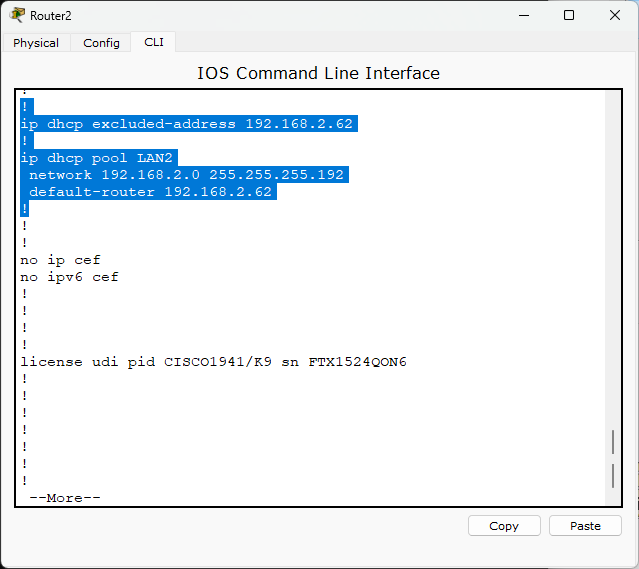 Router2
Physical Config CLI
IOS Command Line Interface
!
!
ip dhcp excluded-address 192.168.2.62
!
ip dhcp pool LAN2
network 192.168.2.0 255.255.255.192
default-router 192.168.2.62
!
!
!
no ip cef
no ipv6 cef
!
!
!
!
license udi pid CISCO1941/K9 sn FTX1524QON6
!
!
!
!
!
!
!
--More--
Copy Paste